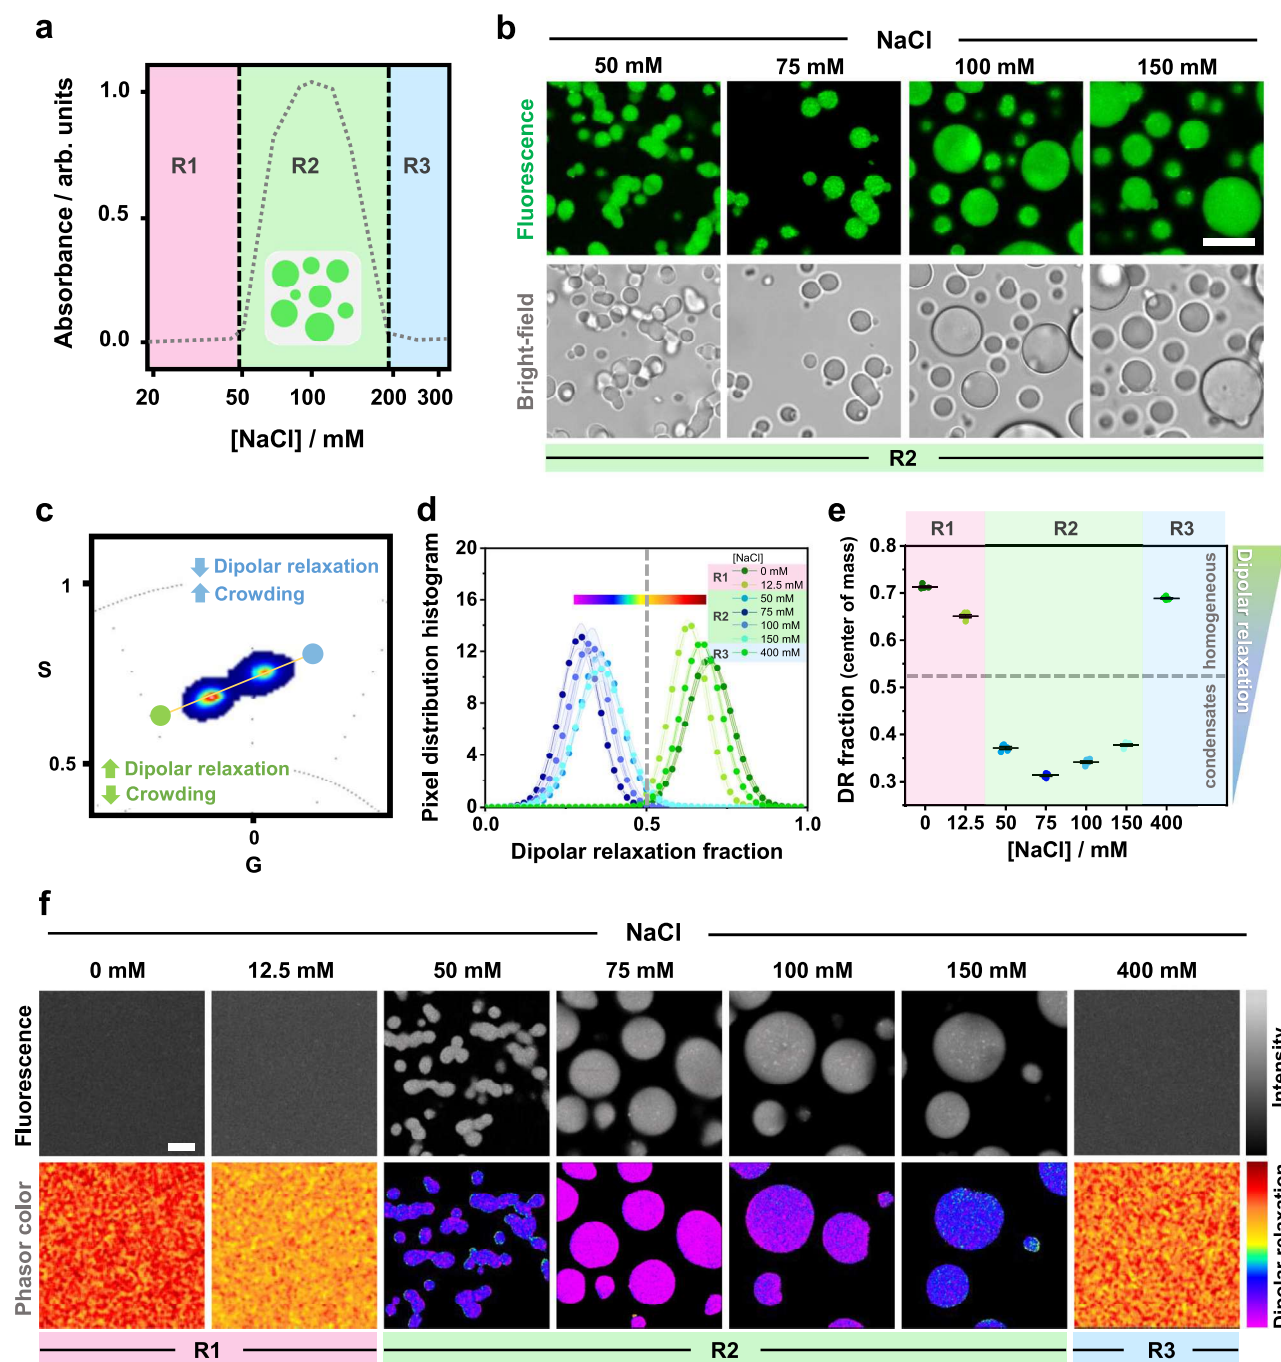 a
Absorbance / arb. units
1.0
0.5
0.0
R1
R2
R3
20
50
100
200
300
[NaCl] / mM
b
NaCl
50 mM
75 mM
100 mM
150 mM
Fluorescence
Bright-field
R2
c
S
1
0.5
Dipolar relaxation
Crowding
Dipolar relaxation
Crowding
0
G
d
Pixel distribution histogram
20
16
12
8
4
0
[NaCl]
R1
0 mM
12.5 mM
R2
50 mM
75 mM
100 mM
150 mM
R3
400 mM
0.0
0.5
1.0
Dipolar relaxation fraction
e
R1
R2
R3
DR fraction (center of mass)
0.8
0.7
0.6
0.5
0.4
0.3
homogeneous
condensates
Dipolar relaxation
0
12.5
50
75
100
150
400
[NaCl] / mM
f
NaCl
0 mM
12.5 mM
50 mM
75 mM
100 mM
150 mM
400 mM
Fluorescence
Intensity
Phasor color
Dipolar relaxation
R1
R2
R3